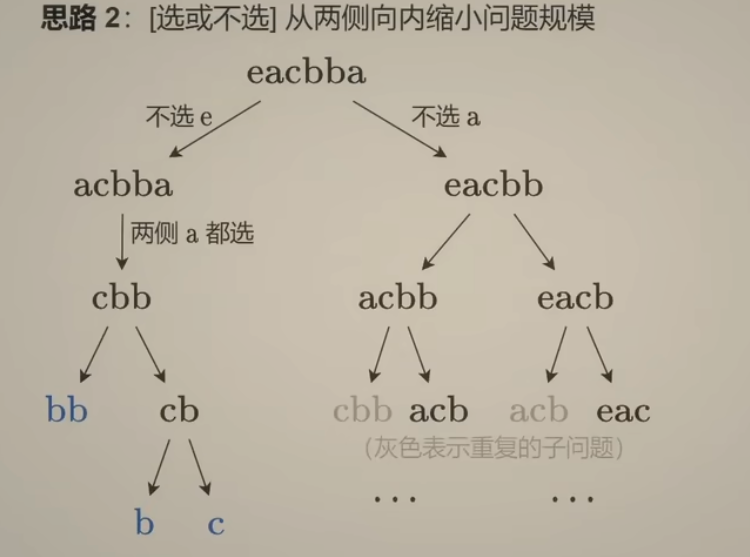 思路 2：[选或不选] 从两侧向内缩小问题规模
eacbba
不选 e 不选 a
acbba eacbb
两侧 a 都选
cbb acbb eacb
bb cb cbb acb acb eac
（灰色表示重复的子问题）
... ...
b c